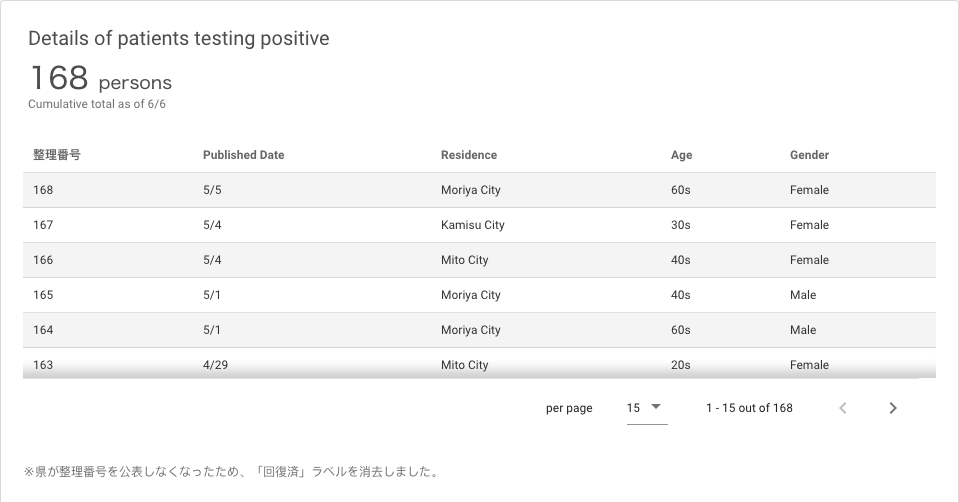 Details of patients testing positive
168 persons
Cumulative total as of 6/6
整理番号 Published Date Residence Age Gender
168 5/5 Moriya City 60s Female
167 5/4 Kamisu City 30s Female
166 5/4 Mito City 40s Female
165 5/1 Moriya City 40s Male
164 5/1 Moriya City 60s Male
163 4/29 Mito City 20s Female
per page 15 1 - 15 out of 168
※県が整理番号を公表しなくなったため、「回復済」ラベルを消去しました。